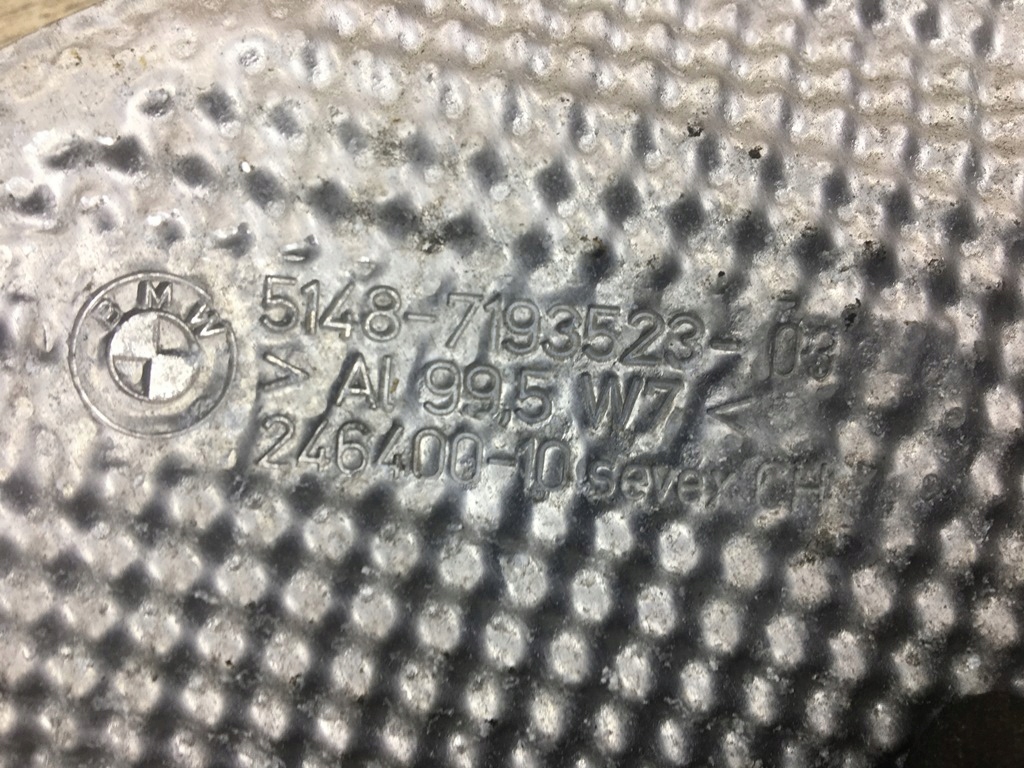 BMW
5148-7193523-03
> Al 99,5 W7 <
246400-10 sevex CH